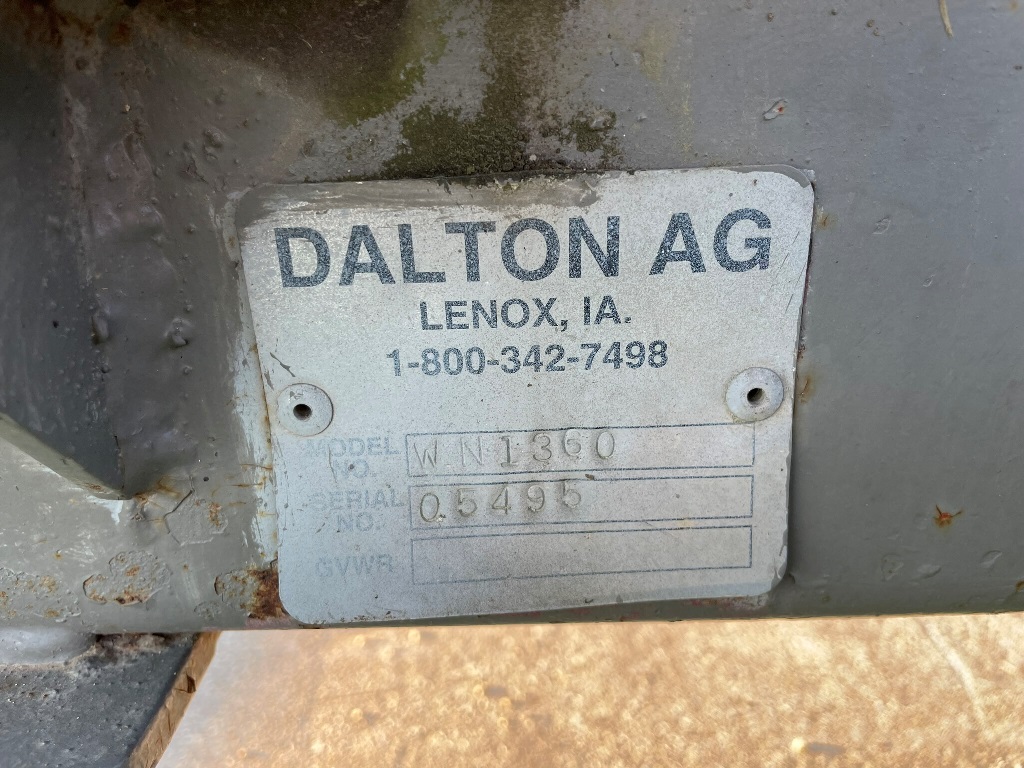 DALTON AG
LENOX, IA.
1-800-342-7498
MODEL NO. WN1360
SERIAL NO. 05495
GVWR